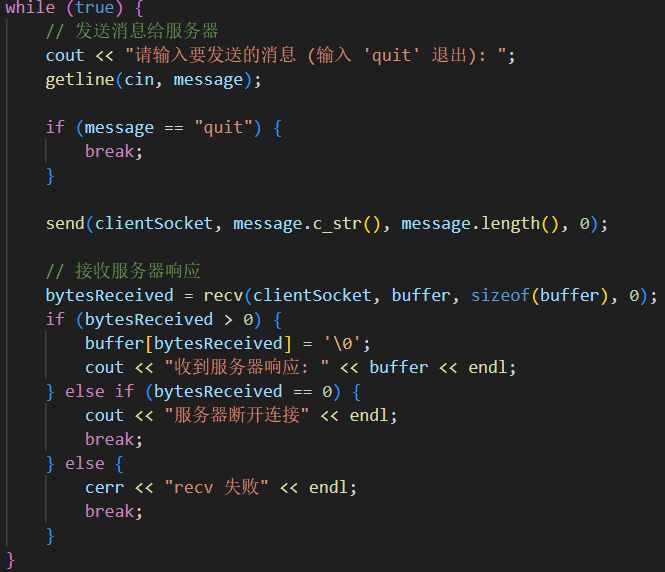 while (true) {
    // 发送消息给服务器
    cout << "请输入要发送的消息 (输入 'quit' 退出): ";
    getline(cin, message);

    if (message == "quit") {
        break;
    }

    send(clientSocket, message.c_str(), message.length(), 0);

    // 接收服务器响应
    bytesReceived = recv(clientSocket, buffer, sizeof(buffer), 0);
    if (bytesReceived > 0) {
        buffer[bytesReceived] = '\0';
        cout << "收到服务器响应: " << buffer << endl;
    } else if (bytesReceived == 0) {
        cout << "服务器断开连接" << endl;
        break;
    } else {
        cerr << "recv 失败" << endl;
        break;
    }
}